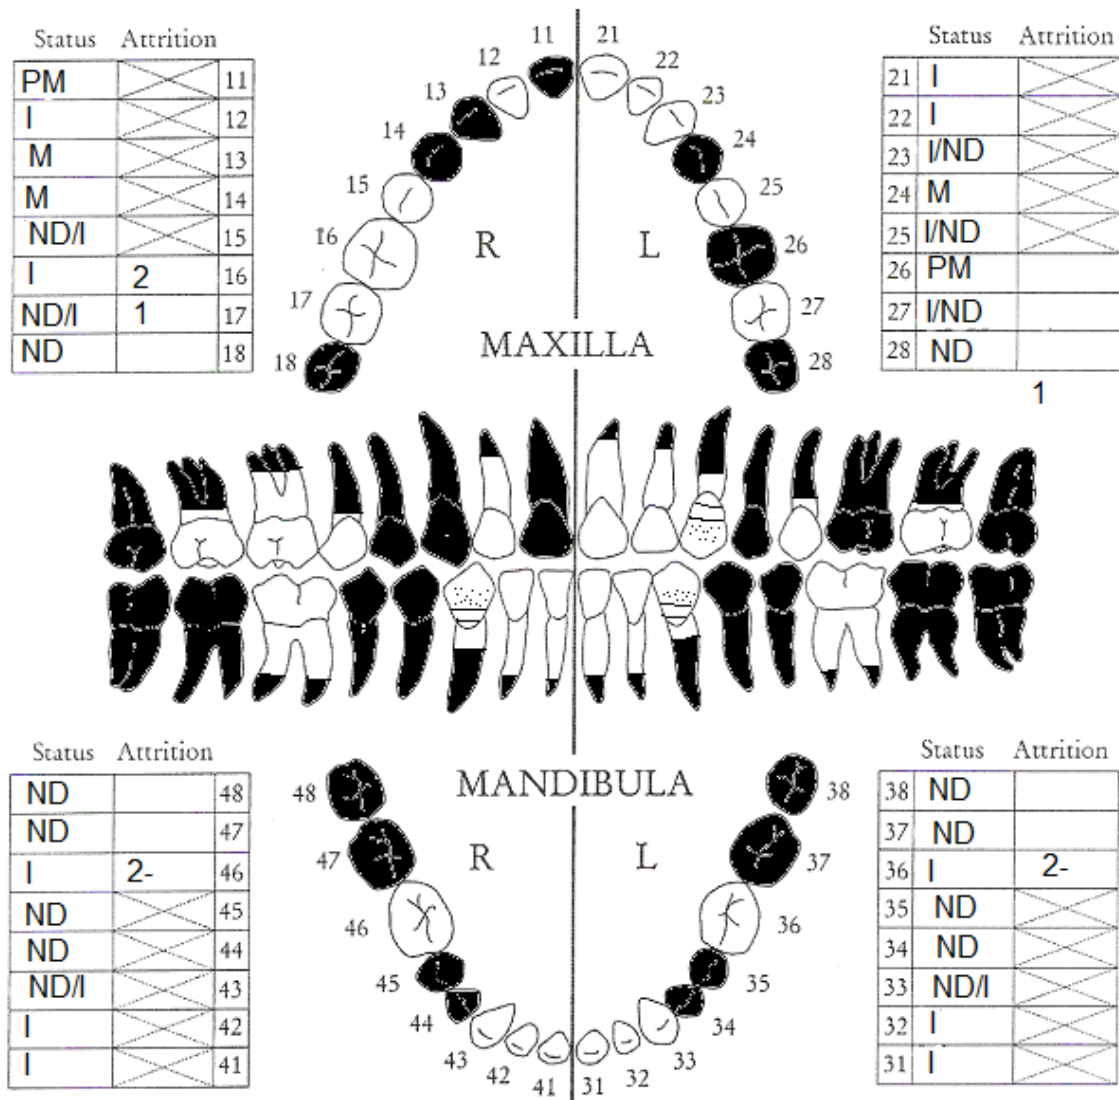 Status Attrition
PM 11
I 12
M 13
M 14
ND/I 15
I 2 16
ND/I 1 17
ND 18
11
12
13
14
15
16
17
18
21
22
23
24
25
26
27
28
R L
MAXILLA
Status Attrition
21 I
22 I
23 I/ND
24 M
25 I/ND
26 PM
27 I/ND
28 ND
1
Status Attrition
ND 48
ND 47
I 2- 46
ND 45
ND 44
ND/I 43
I 42
I 41
MANDIBULA
R L
48
47
46
45
44
43
42
41
31
32
33
34
35
36
37
38
Status Attrition
38 ND
37 ND
36 I 2-
35 ND
34 ND
33 ND/I
32 I
31 I